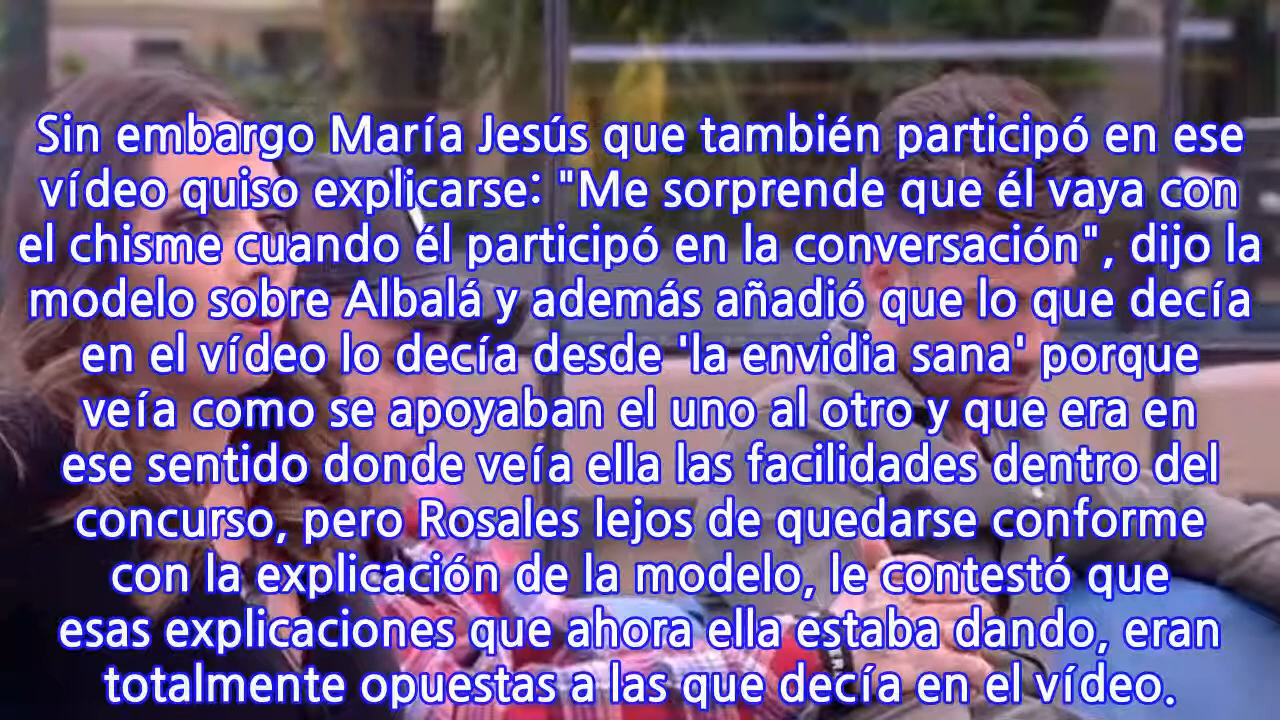 Sin embargo María Jesús que también participó en ese
vídeo quiso explicarse: "Me sorprende que él vaya con
el chisme cuando él participó en la conversación", dijo la
modelo sobre Albalá y además añadió que lo que decía
en el vídeo lo decía desde 'la envidia sana' porque
veía como se apoyaban el uno al otro y que era en
ese sentido donde veía ella las facilidades dentro del
concurso, pero Rosales lejos de quedarse conforme
con la explicación de la modelo, le contestó que
esas explicaciones que ahora ella estaba dando, eran
totalmente opuestas a las que decía en el vídeo.